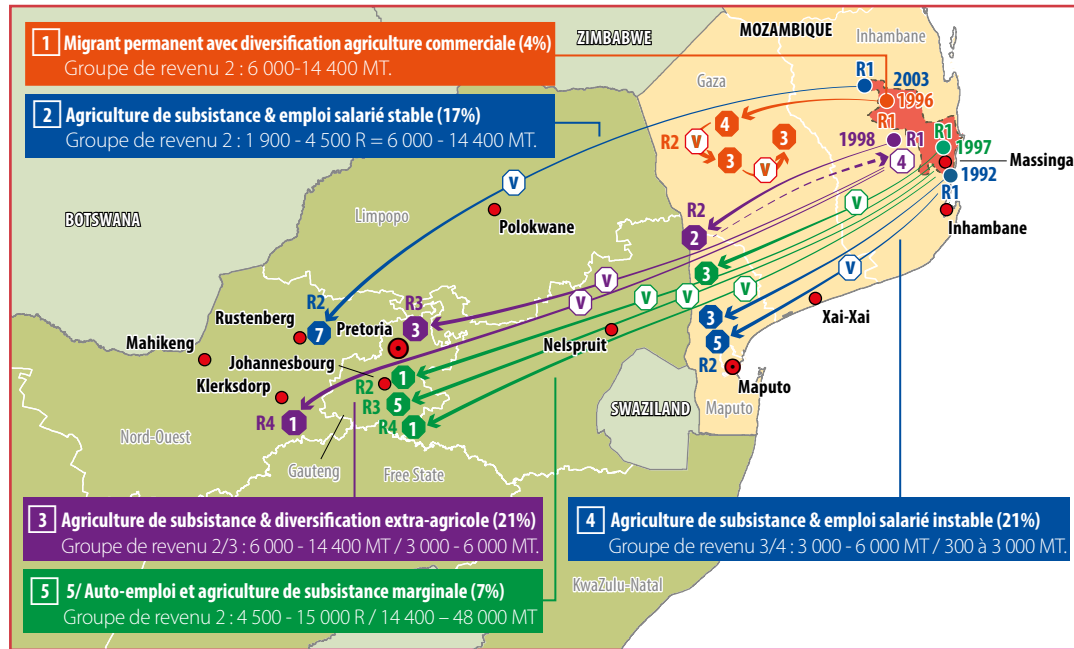 1 Migrant permanent avec diversification agriculture commerciale (4%)
Groupe de revenu 2 : 6 000-14 400 MT.
2 Agriculture de subsistance & emploi salarié stable (17%)
Groupe de revenu 2 : 1 900 - 4 500 R = 6 000 - 14 400 MT.
ZIMBABWE
MOZAMBIQUE
Inhambane
Gaza
R1
2003
1996
R1
4
R2
V
3
3
V
1998
R1
4
R1
1997
Massinga
1992
R1
Inhambane
BOTSWANA
Limpopo
V
Polokwane
R2
2
V
3
V
V
V
V
V
V
3
5
R2
Xai-Xai
Maputo
Maputo
R2
7
Rustenberg
Pretoria
R3
3
Mahikeng
Johannesbourg
Klerksdorp
Nelspruit
R2
1
R3
5
R4
1
R4
1
SWAZILAND
Nord-Ouest
Gauteng
Free State
3 Agriculture de subsistance & diversification extra-agricole (21%)
Groupe de revenu 2/3 : 6 000 - 14 400 MT / 3 000 - 6 000 MT.
4 Agriculture de subsistance & emploi salarié instable (21%)
Groupe de revenu 3/4 : 3 000 - 6 000 MT / 300 à 3 000 MT.
5 5/ Auto-emploi et agriculture de subsistance marginale (7%)
Groupe de revenu 2 : 4 500 - 15 000 R / 14 400 – 48 000 MT
KwaZulu-Natal